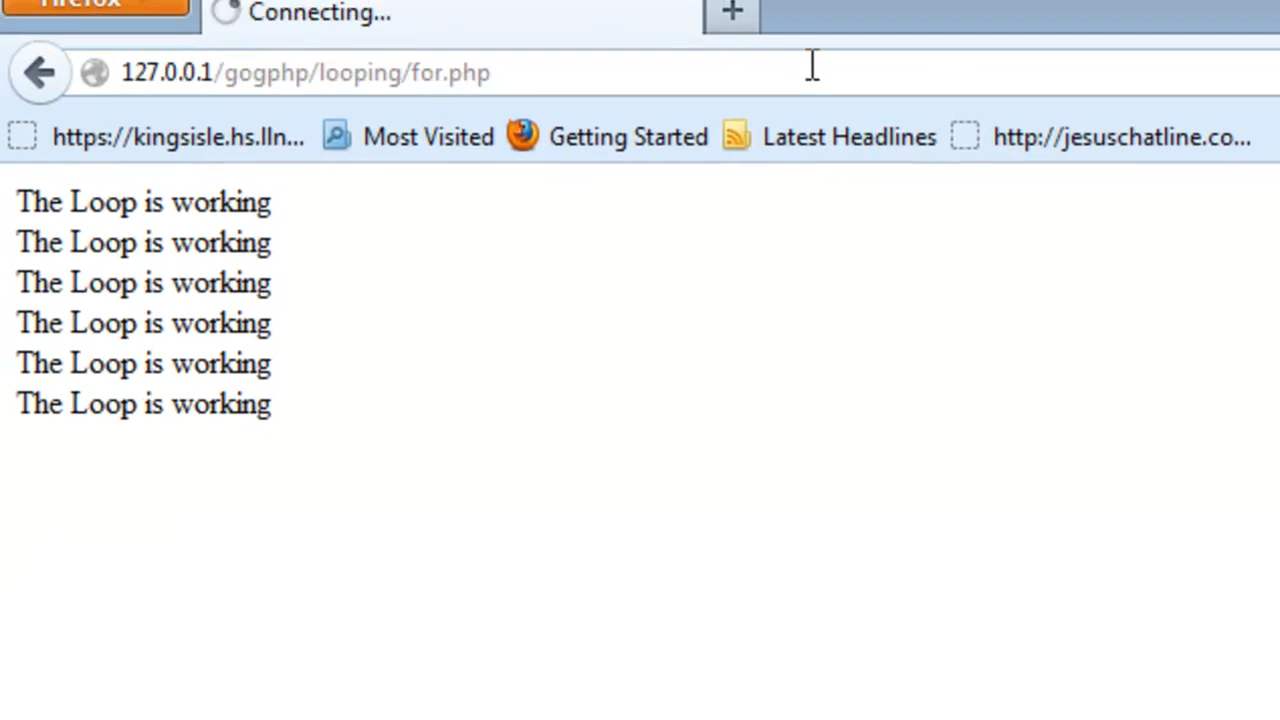 Firefox
Connecting...
+
127.0.0.1/gogphp/looping/for.php
https://kingsisle.hs.lln... Most Visited Getting Started Latest Headlines http://jesuschatline.co...
The Loop is working
The Loop is working
The Loop is working
The Loop is working
The Loop is working
The Loop is working